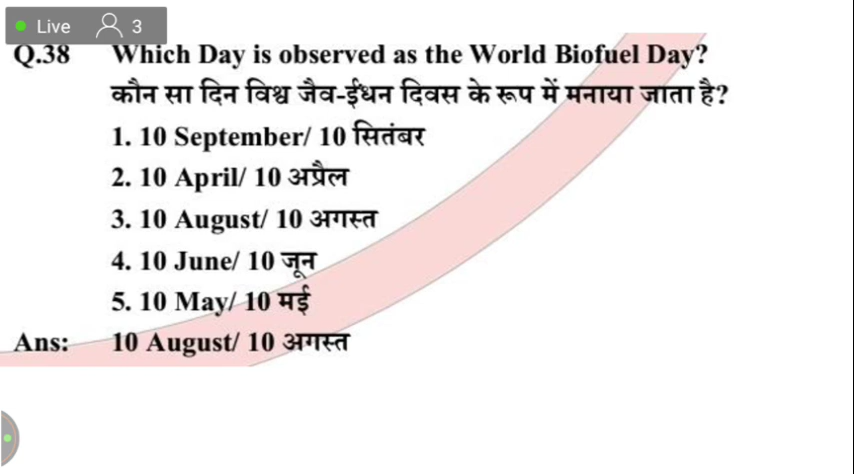 Live 3
Q.38 Which Day is observed as the World Biofuel Day?
कौन सा दिन विश्व जैव-ईंधन दिवस के रूप में मनाया जाता है?
1. 10 September/ 10 सितंबर
2. 10 April/ 10 अप्रैल
3. 10 August/ 10 अगस्त
4. 10 June/ 10 जून
5. 10 May/ 10 मई
Ans: 10 August/ 10 अगस्त